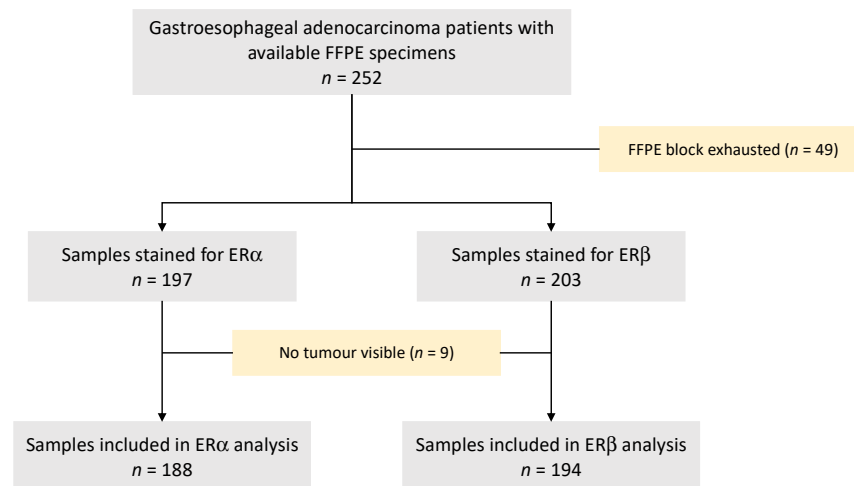 Gastroesophageal adenocarcinoma patients with
available FFPE specimens
n = 252
FFPE block exhausted (n = 49)
Samples stained for ERα
n = 197
Samples stained for ERβ
n = 203
No tumour visible (n = 9)
Samples included in ERα analysis
n = 188
Samples included in ERβ analysis
n = 194